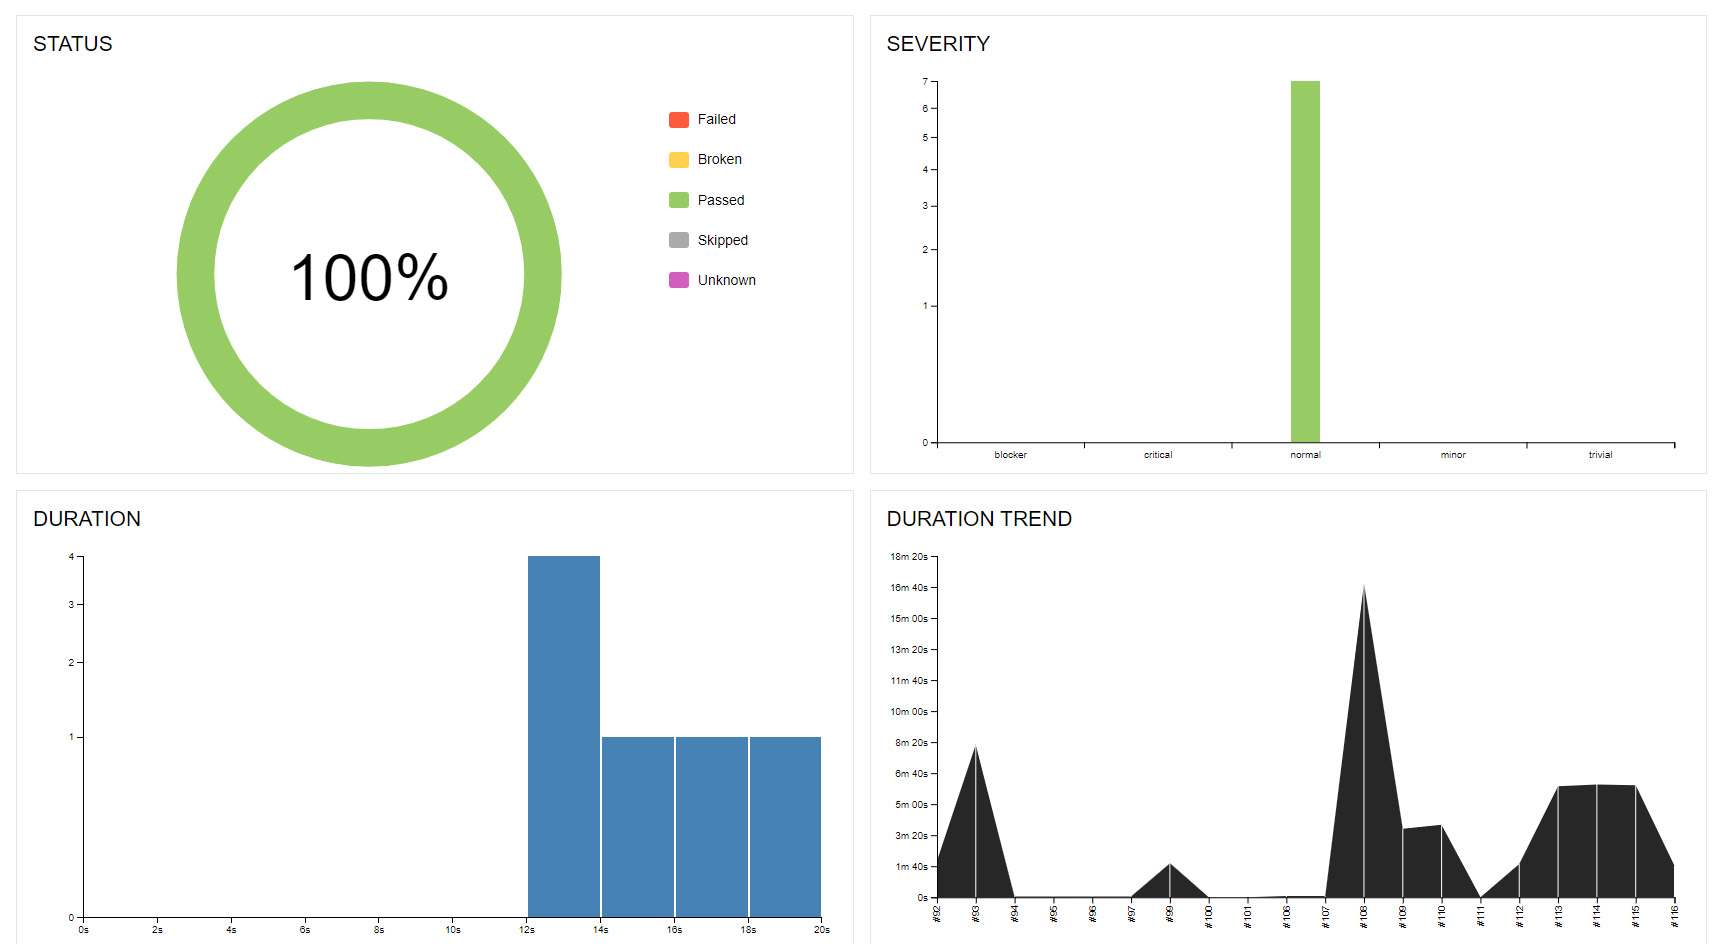 STATUS
100%
Failed
Broken
Passed
Skipped
Unknown
SEVERITY
7
6
5
4
3
2
1
0
blocker critical normal minor trivial
DURATION
4
3
2
1
0
0s 2s 4s 6s 8s 10s 12s 14s 16s 18s 20s
DURATION TREND
18m 20s
16m 40s
15m 00s
13m 20s
11m 40s
10m 00s
8m 20s
6m 40s
5m 00s
3m 20s
1m 40s
0s
#92 #93 #94 #95 #96 #97 #99 #100 #101 #106 #107 #108 #109 #110 #111 #112 #113 #114 #115 #116